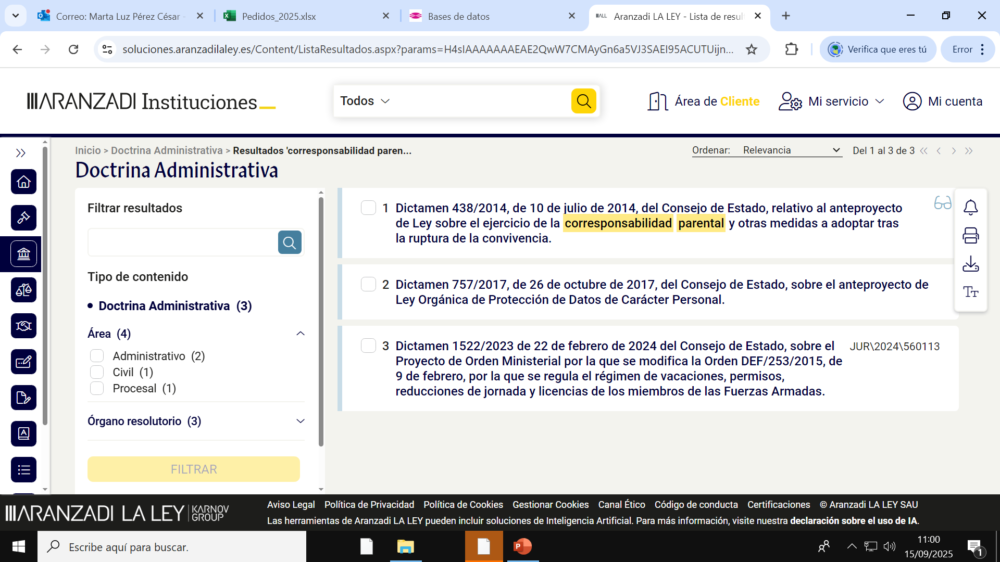 Correo: Marta Luz Pérez César -
Pedidos_2025.xlsx
Bases de datos
Aranzadi LA LEY - Lista de resul
soluciones.aranzadilaley.es/Content/ListaResultados.aspx?params=H4sIAAAAAAAEAE2QwW7CMAyGn6a5VJ3SAEI95ACUTUijn...
Verifica que eres tú
Error
ARANZADI Instituciones
Todos
Área de Cliente
Mi servicio
Mi cuenta
Inicio > Doctrina Administrativa > Resultados 'corresponsabilidad paren...
Ordenar: Relevancia
Del 1 al 3 de 3
Doctrina Administrativa
Filtrar resultados
Tipo de contenido
• Doctrina Administrativa (3)
Área (4)
Administrativo (2)
Civil (1)
Procesal (1)
Órgano resolutorio (3)
FILTRAR
1 Dictamen 438/2014, de 10 de julio de 2014, del Consejo de Estado, relativo al anteproyecto
de Ley sobre el ejercicio de la corresponsabilidad parental y otras medidas a adoptar tras
la ruptura de la convivencia.
2 Dictamen 757/2017, de 26 de octubre de 2017, del Consejo de Estado, sobre el anteproyecto de
Ley Orgánica de Protección de Datos de Carácter Personal.
3 Dictamen 1522/2023 de 22 de febrero de 2024 del Consejo de Estado, sobre el
JUR\2024\560113
Proyecto de Orden Ministerial por la que se modifica la Orden DEF/253/2015, de
9 de febrero, por la que se regula el régimen de vacaciones, permisos,
reducciones de jornada y licencias de los miembros de las Fuerzas Armadas.
Tт
ARANZADI LA LEY KARNOV
GROUP
Aviso Legal Política de Privacidad Política de Cookies Gestionar Cookies Canal Ético Código de conducta Certificaciones © Aranzadi LA LEY SAU
Las herramientas de Aranzadi LA LEY pueden incluir soluciones de Inteligencia Artificial. Para más información, visite nuestra declaración sobre el uso de IA.
Escribe aquí para buscar.
11:00
15/09/2025
1